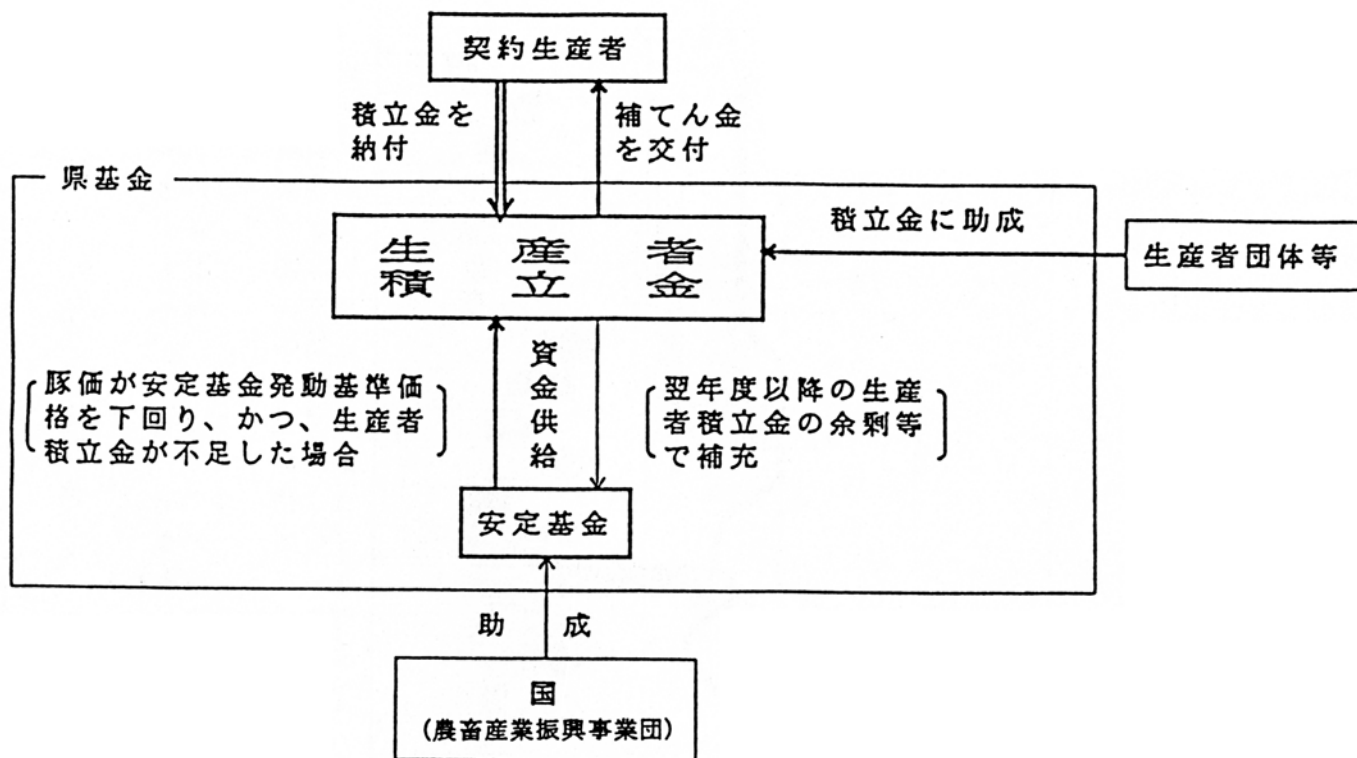 契約生産者
積立金を
納付
補てん金
を交付
県基金
積立金に助成
生産者
積立金
生産者団体等
豚価が安定基金発動基準価
格を下回り、かつ、生産者
積立金が不足した場合
資金供給
翌年度以降の生産
者積立金の余剰等
で補充
安定基金
助成
国
(農畜産業振興事業団)